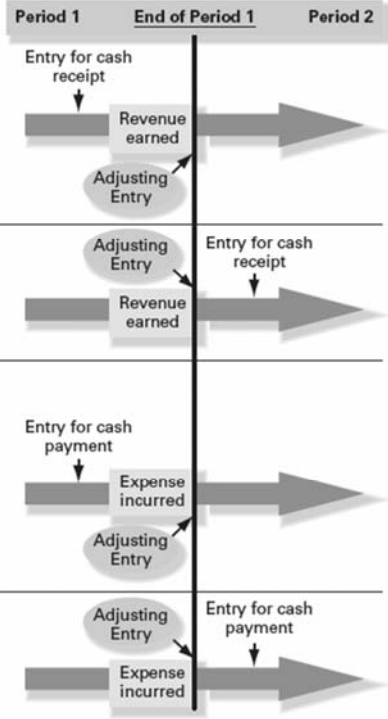 Period 1 End of Period 1 Period 2
Entry for cash
receipt
Revenue
earned
Adjusting
Entry
Adjusting
Entry
Entry for cash
receipt
Revenue
earned
Entry for cash
payment
Expense
incurred
Adjusting
Entry
Adjusting
Entry
Entry for cash
payment
Expense
incurred